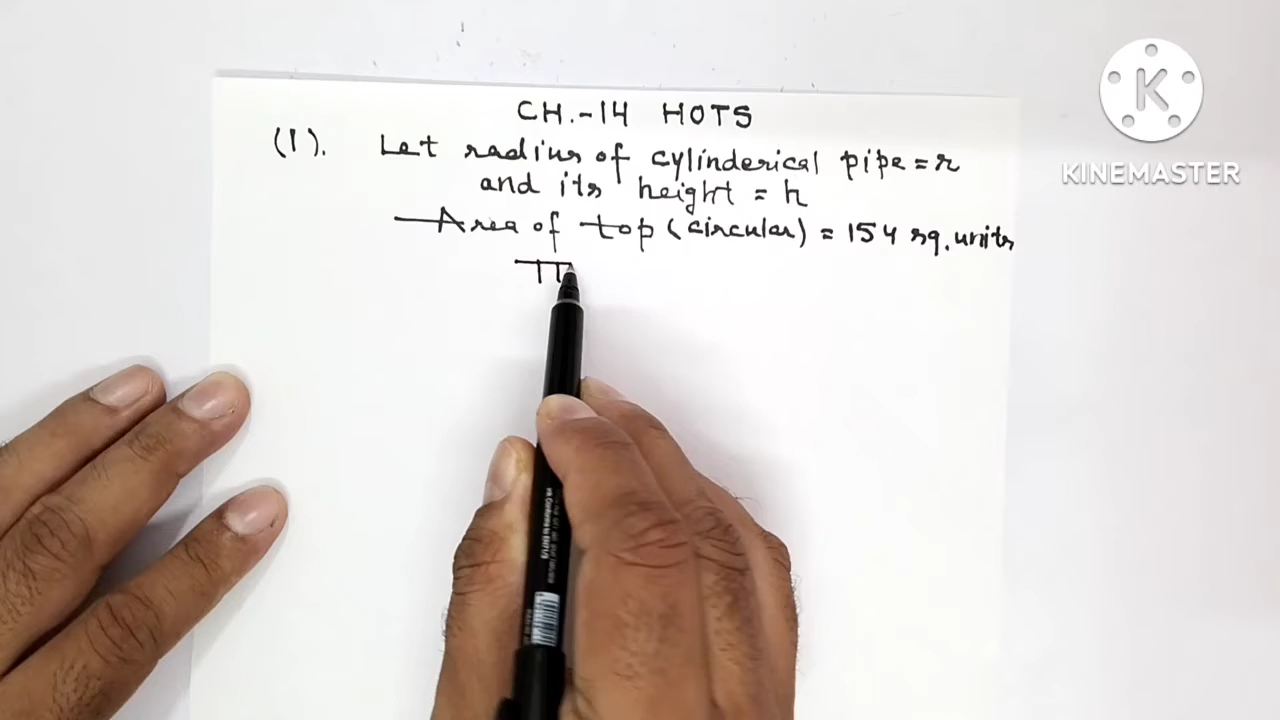 CH.-14 HOTS
(1). Let radius of cylinderical pipe = r
and its height = h
Area of top (circular) = 154 sq. units
π
K
KINEMASTER